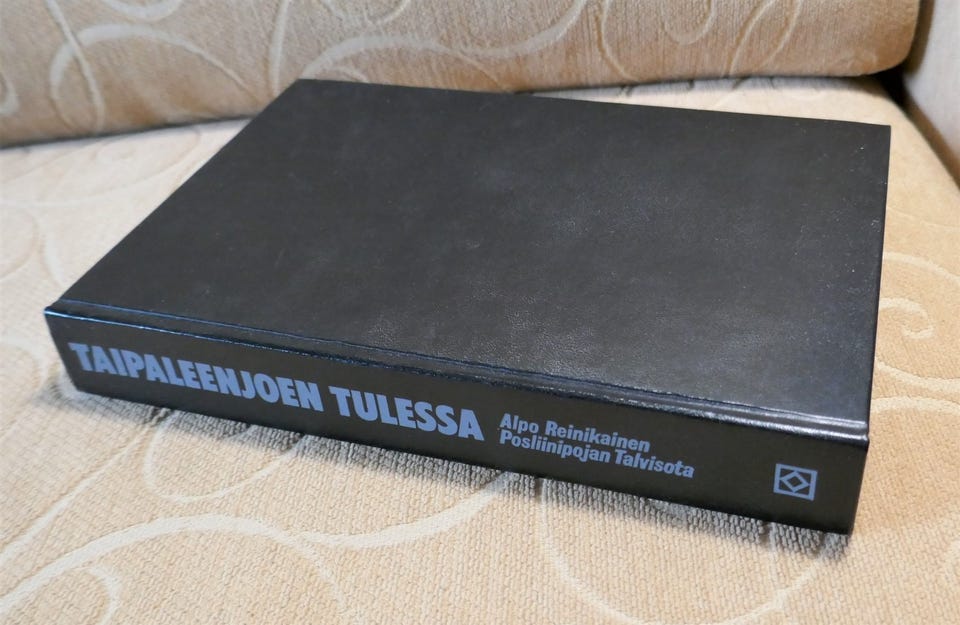 TAIPALEENJOEN TULESSA
Alpo Reinikainen
Posliinipojan Talvisota